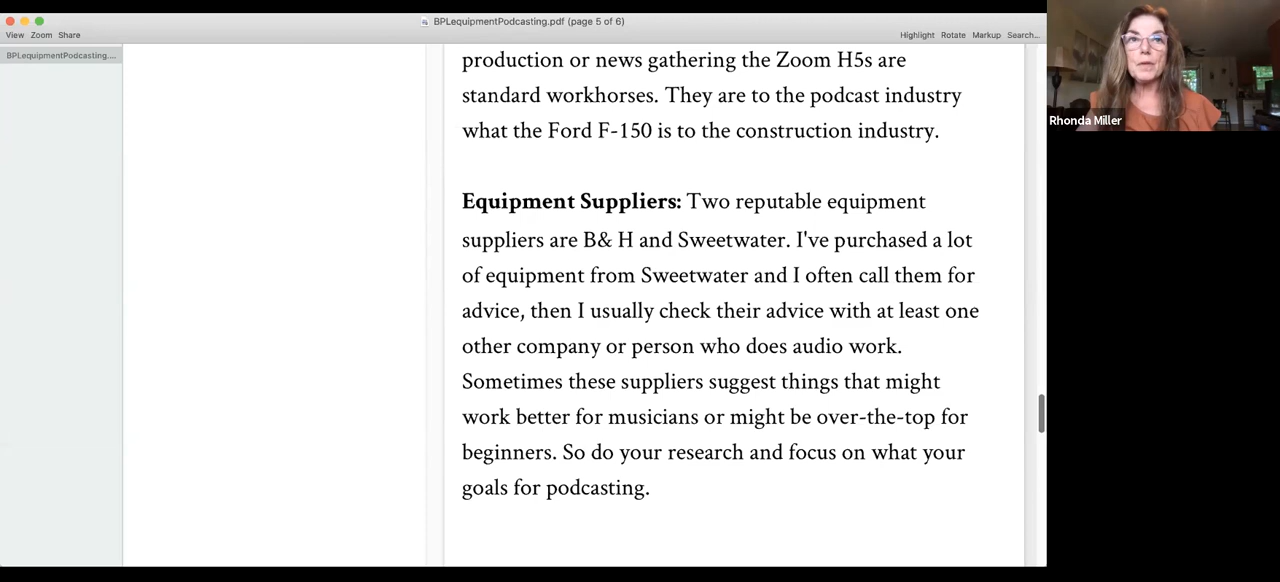 BPLequipmentPodcasting.pdf (page 5 of 6)
View Zoom Share
Highlight Rotate Markup Search...
BPLequipmentPodcasting....
production or news gathering the Zoom H5s are
standard workhorses. They are to the podcast industry
what the Ford F-150 is to the construction industry.
Equipment Suppliers: Two reputable equipment
suppliers are B& H and Sweetwater. I've purchased a lot
of equipment from Sweetwater and I often call them for
advice, then I usually check their advice with at least one
other company or person who does audio work.
Sometimes these suppliers suggest things that might
work better for musicians or might be over-the-top for
beginners. So do your research and focus on what your
goals for podcasting.
Rhonda Miller